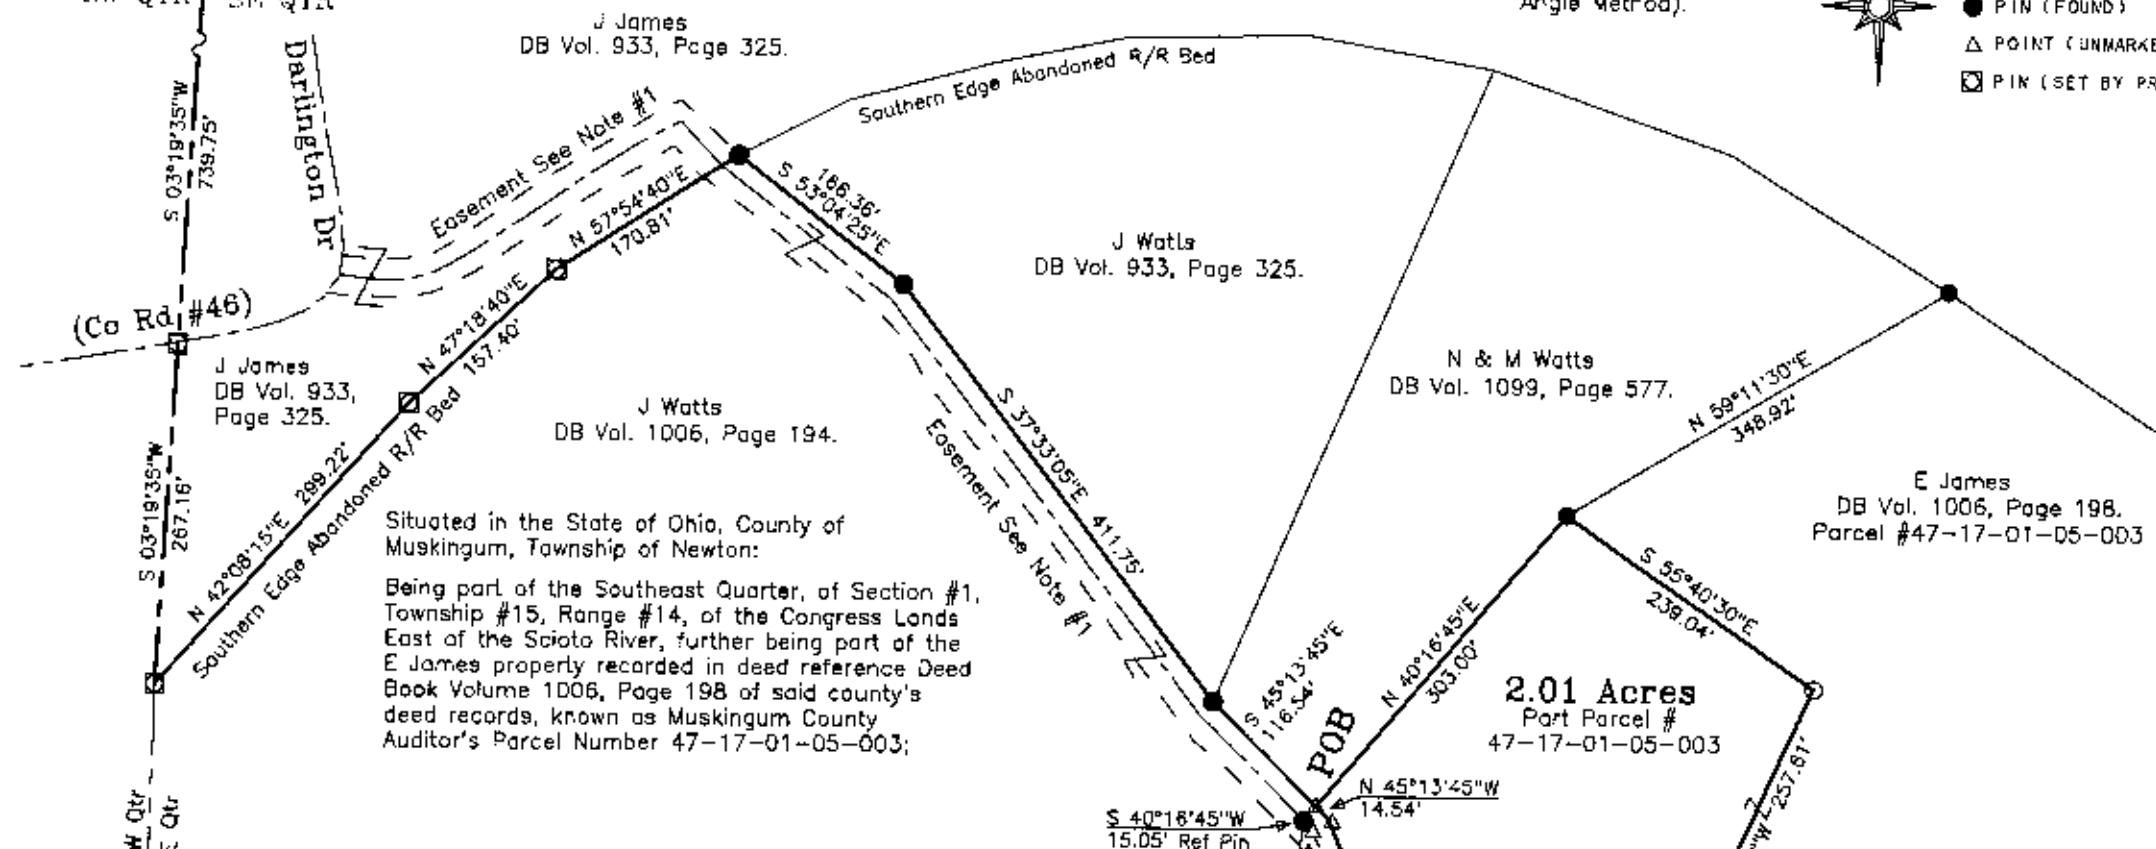 J James
DB Vol. 933, Page 325.
Angle Method).
PIN (FOUND)
POINT (UNMARKE
PIN (SET BY
Darlington Dr
(Co Rd #46)
S 03°19'35"W
739.75'
Easement See Note #1
Southern Edge Abandoned R/R Bed
N 57°54'40"E
170.81'
166.36'
S 53°04'25"E
J Watts
DB Vol. 933, Page 325.
N 47°18'40"E
157.40'
J James
DB Vol. 933,
Page 325.
J Watts
DB Vol. 1006, Page 194.
N & M Watts
DB Vol. 1099, Page 577.
N 59°11'30"E
348.92'
E James
DB Vol. 1006, Page 198.
Parcel #47-17-01-05-003
S 03°19'35"W
267.16'
N 42°08'15"E 299.22'
Southern Edge Abandoned R/R Bed
S 37°33'05"E 411.75'
Easement See Note #1
Situated in the State of Ohio, County of
Muskingum, Township of Newton:
Being part of the Southeast Quarter, of Section #1,
Township #15, Range #14, of the Congress Lands
East of the Scioto River, further being part of the
E James property recorded in deed reference Deed
Book Volume 1006, Page 198 of said county's
deed records, known as Muskingum County
Auditor's Parcel Number 47-17-01-05-003;
S 45°13'45"E
116.54'
POB
N 40°16'45"E
303.00'
S 55°40'30"E
239.04'
2.01 Acres
Part Parcel #
47-17-01-05-003
N 45°13'45"W
14.54'
S 40°16'45"W
15.05' Ref Pin
"W 257.61'
W Qtr
Qtr